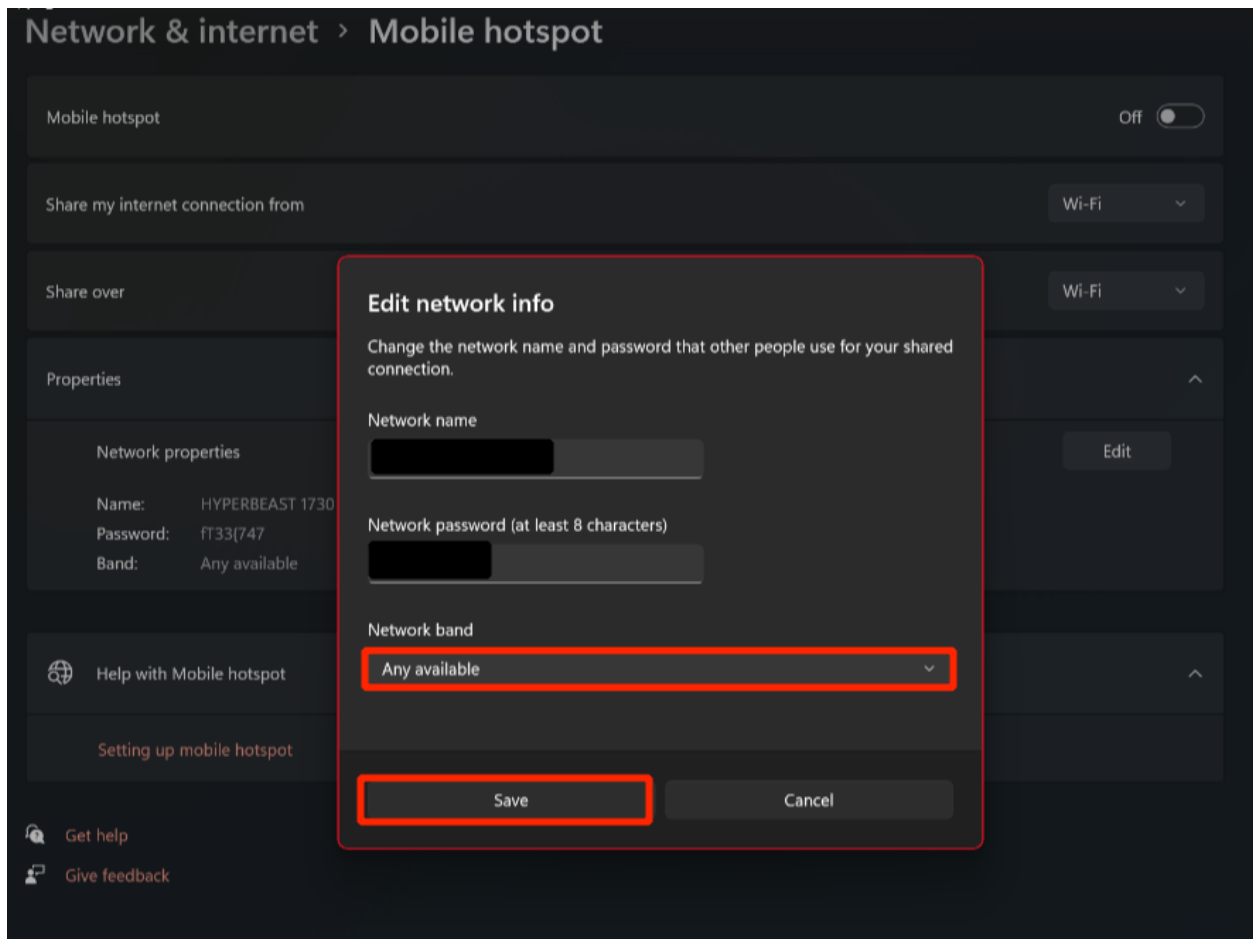 Network & internet > Mobile hotspot
Mobile hotspot
Off
Share my internet connection from
Wi-Fi
Share over
Wi-Fi
Properties
Network properties
Edit
Name: HYPERBEAST 1730
Password: fT33(747
Band: Any available
Help with Mobile hotspot
Setting up mobile hotspot
Get help
Give feedback
Edit network info
Change the network name and password that other people use for your shared
connection.
Network name
Network password (at least 8 characters)
Network band
Any available
Save
Cancel